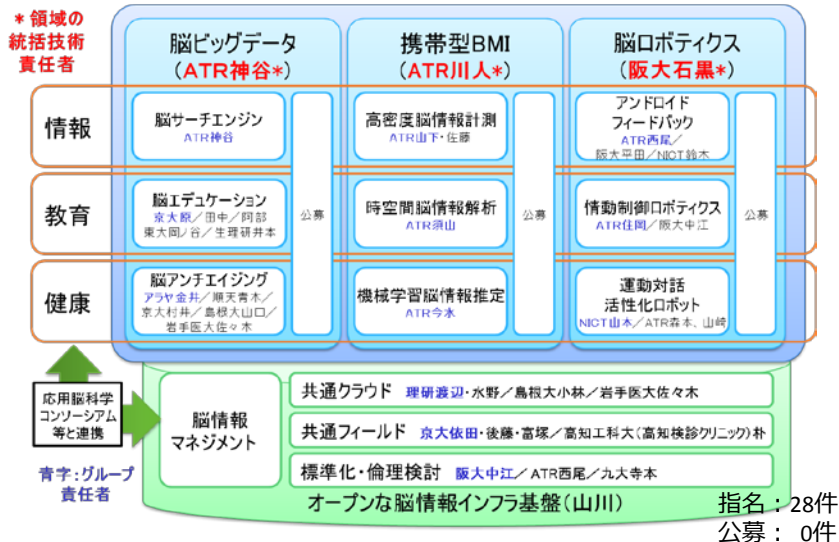 *領域の
統括技術
責任者
脳ビッグデータ
(ATR神谷*)
携帯型BMI
(ATR川人*)
脳ロボティクス
(阪大石黒*)
情報
脳サーチエンジン
ATR神谷
高密度脳情報計測
ATR山下・佐藤
アンドロイド
フィードバック
ATR西尾/
阪大平田/NICT鈴木
教育
脳エデュケーション
京大原/田中/阿部
東大岡ノ谷/生理研井本
公募
時空間脳情報解析
ATR須山
公募
情動制御ロボティクス
ATR住岡/阪大中江
公募
健康
脳アンチエイジング
アラヤ金井/順天青木/
京大村井/島根大山口/
岩手医大佐々木
機械学習脳情報推定
ATR今水
運動対話
活性化ロボット
NICT山本/ATR森本、山崎
応用脳科学
コンソーシアム
等と連携
脳情報
マネジメント
共通クラウド 理研渡辺・水野/島根大小林/岩手医大佐々木
共通フィールド 京大依田・後藤・富塚/高知工科大(高知検診クリニック)朴
標準化・倫理検討 阪大中江/ATR西尾/九大寺本
青字:グループ
責任者
オープンな脳情報インフラ基盤(山川)
指名:28件
公募: 0件